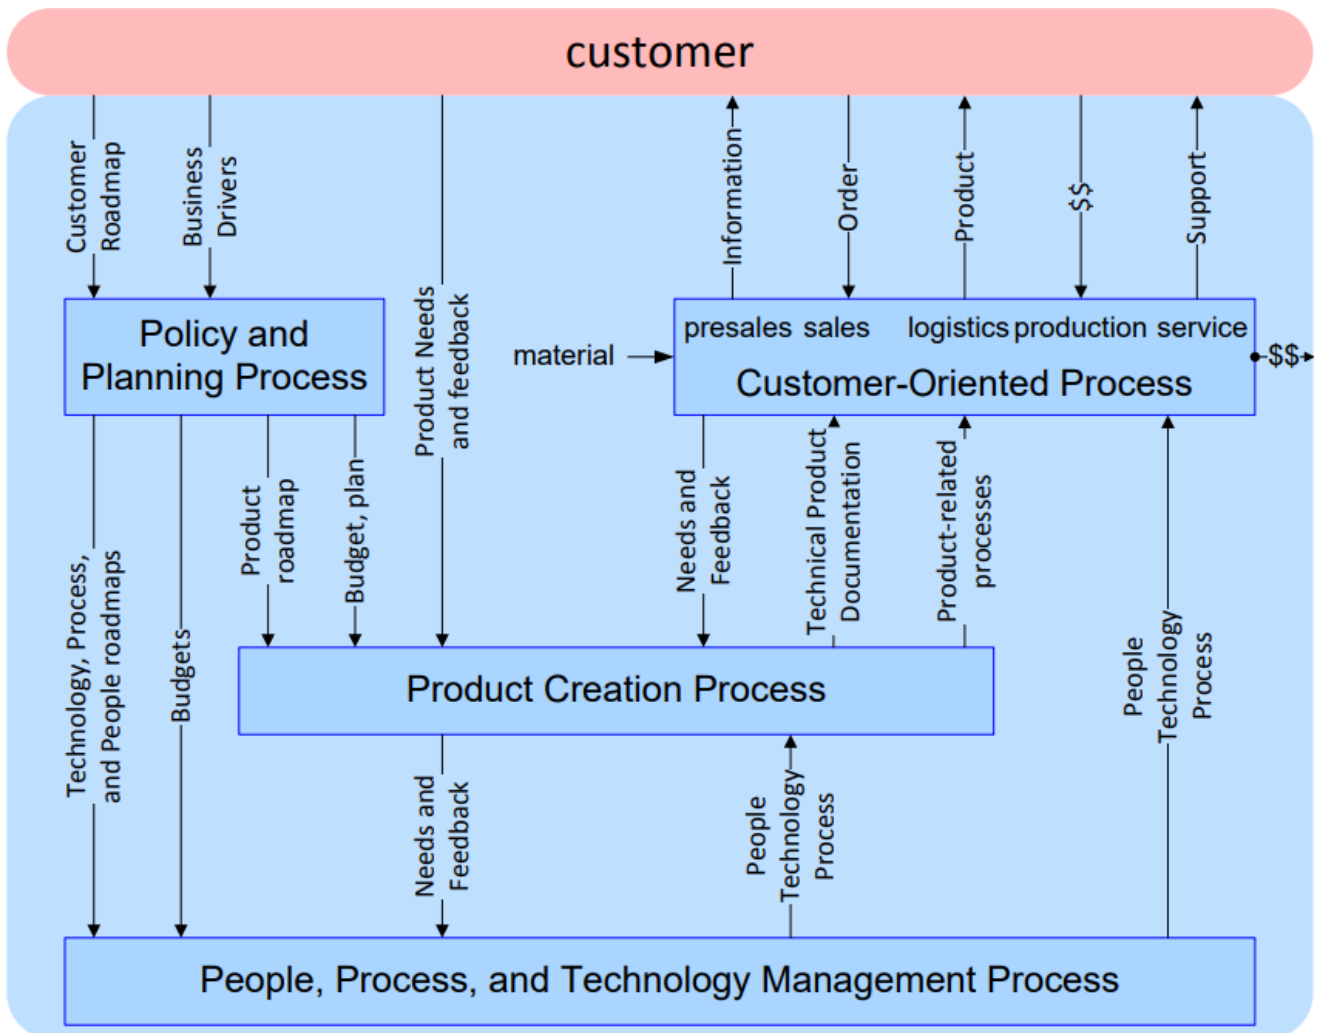 customer
Customer
Roadmap
Business
Drivers
Product Needs
and feedback
Information
Order
Product
$$
Support
Policy and
Planning Process
material
presales sales logistics production service
Customer-Oriented Process
$$
Technology, Process,
and People roadmaps
Budgets
Product
roadmap
Budget, plan
Needs and
Feedback
Technical Product
Documentation
Product-related
processes
People
Technology
Process
Product Creation Process
Needs and
Feedback
People
Technology
Process
People, Process, and Technology Management Process